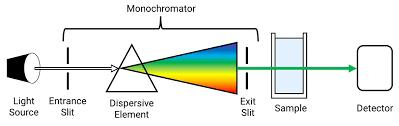 Monochromator
Light
Source
Entrance
Slit
Dispersive
Element
Exit
Slit
Sample
Detector